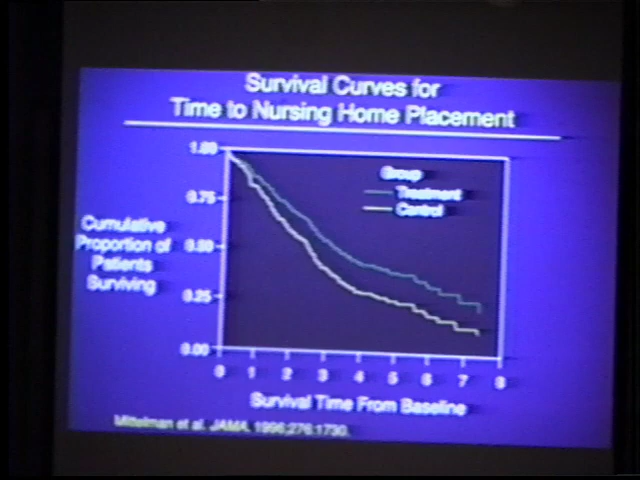 Survival Curves for
Time to Nursing Home Placement
1.00
Group
Treatment
Control
0.75
Cumulative
Proportion of
Patients
Surviving
0.50
0.25
0.00
0 1 2 3 4 5 6 7 8
Survival Time From Baseline
Mittelman et al. JAMA. 1996;276:1730.